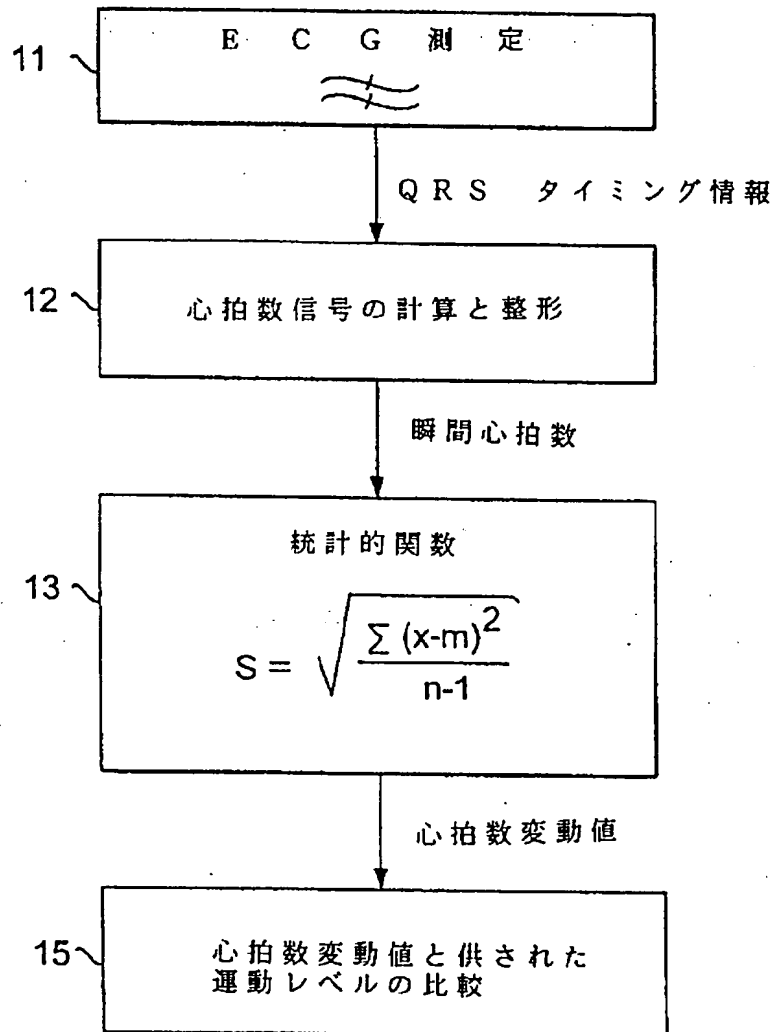 11
ECG測定
QRS タイミング情報
12
心拍数信号の計算と整形
瞬間心拍数
13
統計的関数
S = √(Σ (x-m)² / n-1)
心拍数変動値
15
心拍数変動値と供された
運動レベルの比較